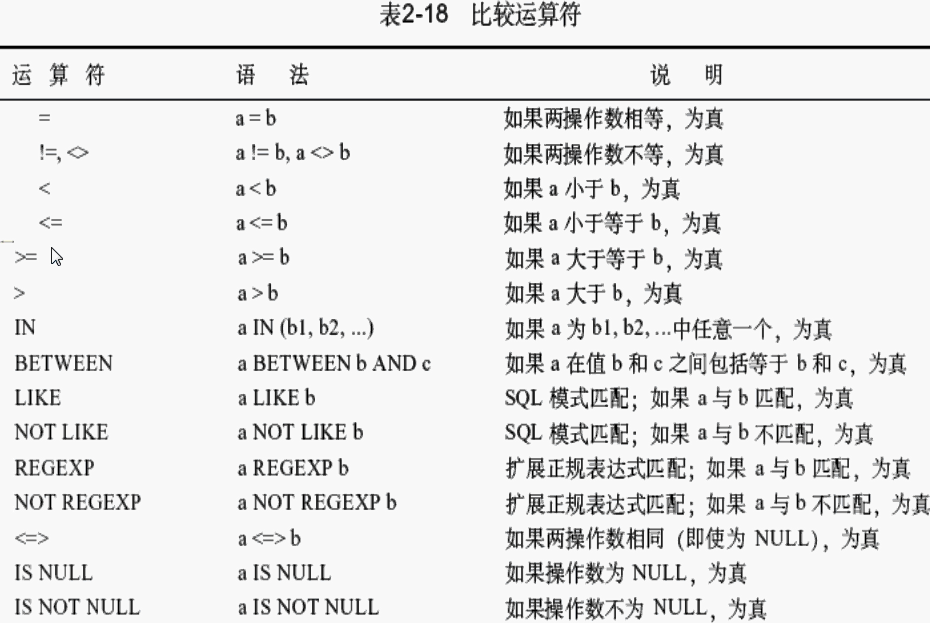 表2-18 比较运算符
运 算 符 语 法 说 明
= a = b 如果两操作数相等，为真
!=, <> a != b, a <> b 如果两操作数不等，为真
< a < b 如果 a 小于 b，为真
<= a <= b 如果 a 小于等于 b，为真
>= a >= b 如果 a 大于等于 b，为真
> a > b 如果 a 大于 b，为真
IN a IN (b1, b2, ...) 如果 a 为 b1, b2, ...中任意一个，为真
BETWEEN a BETWEEN b AND c 如果 a 在值 b 和 c 之间包括等于 b 和 c，为真
LIKE a LIKE b SQL 模式匹配；如果 a 与 b 匹配，为真
NOT LIKE a NOT LIKE b SQL 模式匹配；如果 a 与 b 不匹配，为真
REGEXP a REGEXP b 扩展正规表达式匹配；如果 a 与 b 匹配，为真
NOT REGEXP a NOT REGEXP b 扩展正规表达式匹配；如果 a 与 b 不匹配，为真
<=> a <=> b 如果两操作数相同（即使为 NULL），为真
IS NULL a IS NULL 如果操作数为 NULL，为真
IS NOT NULL a IS NOT NULL 如果操作数不为 NULL，为真